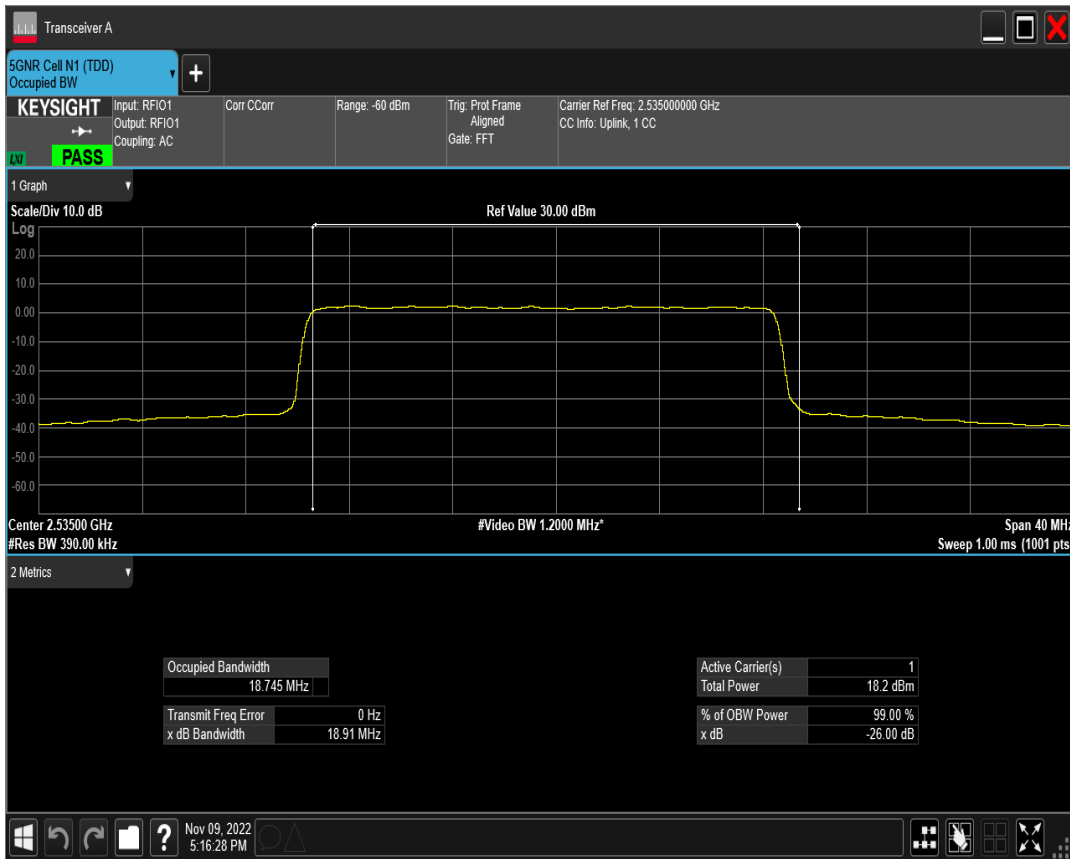 Transceiver A
5GNR Cell N1 (TDD)
Occupied BW
+
KEYSIGHT
LXI
PASS
Input: RFIO1
Output: RFIO1
Coupling: AC
Corr CCorr
Range: -60 dBm
Trig: Prot Frame
Aligned
Gate: FFT
Carrier Ref Freq: 2.535000000 GHz
CC Info: Uplink, 1 CC
1 Graph
Scale/Div 10.0 dB
Ref Value 30.00 dBm
Log
20.0
10.0
0.00
-10.0
-20.0
-30.0
-40.0
-50.0
-60.0
Center 2.53500 GHz
#Video BW 1.2000 MHz*
Span 40 MHz
#Res BW 390.00 kHz
Sweep 1.00 ms (1001 pts
2 Metrics
Occupied Bandwidth
18.745 MHz
Transmit Freq Error 0 Hz
x dB Bandwidth 18.91 MHz
Active Carrier(s) 1
Total Power 18.2 dBm
% of OBW Power 99.00 %
x dB -26.00 dB
?
Nov 09, 2022
5:16:28 PM